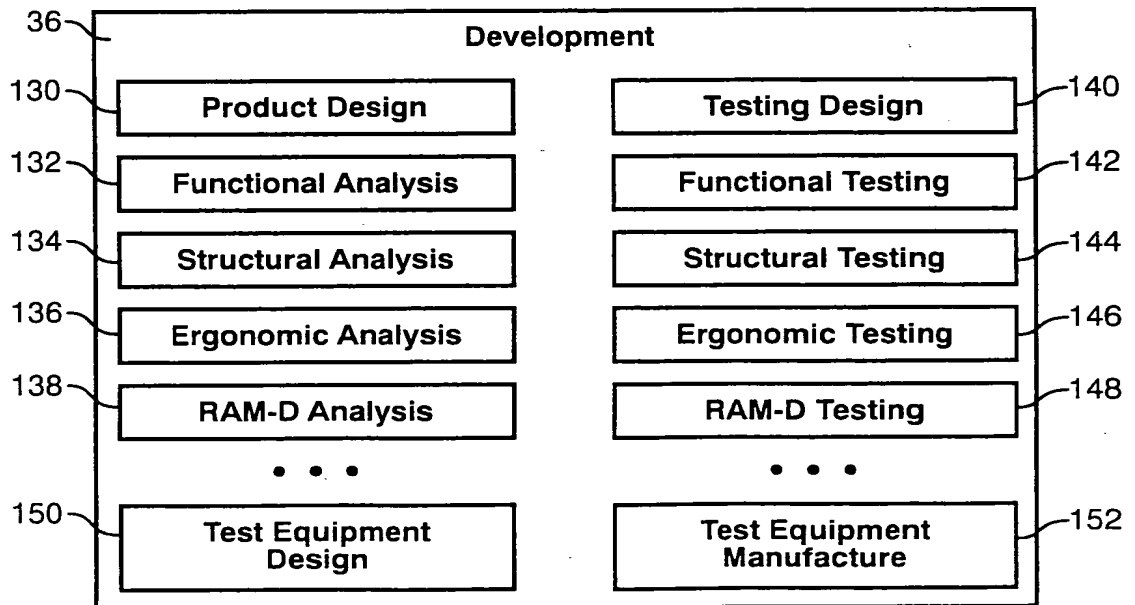 36
Development
130
Product Design
Testing Design
140
132
Functional Analysis
Functional Testing
142
134
Structural Analysis
Structural Testing
144
136
Ergonomic Analysis
Ergonomic Testing
146
138
RAM-D Analysis
RAM-D Testing
148
• • •
• • •
150
Test Equipment
Design
Test Equipment
Manufacture
152